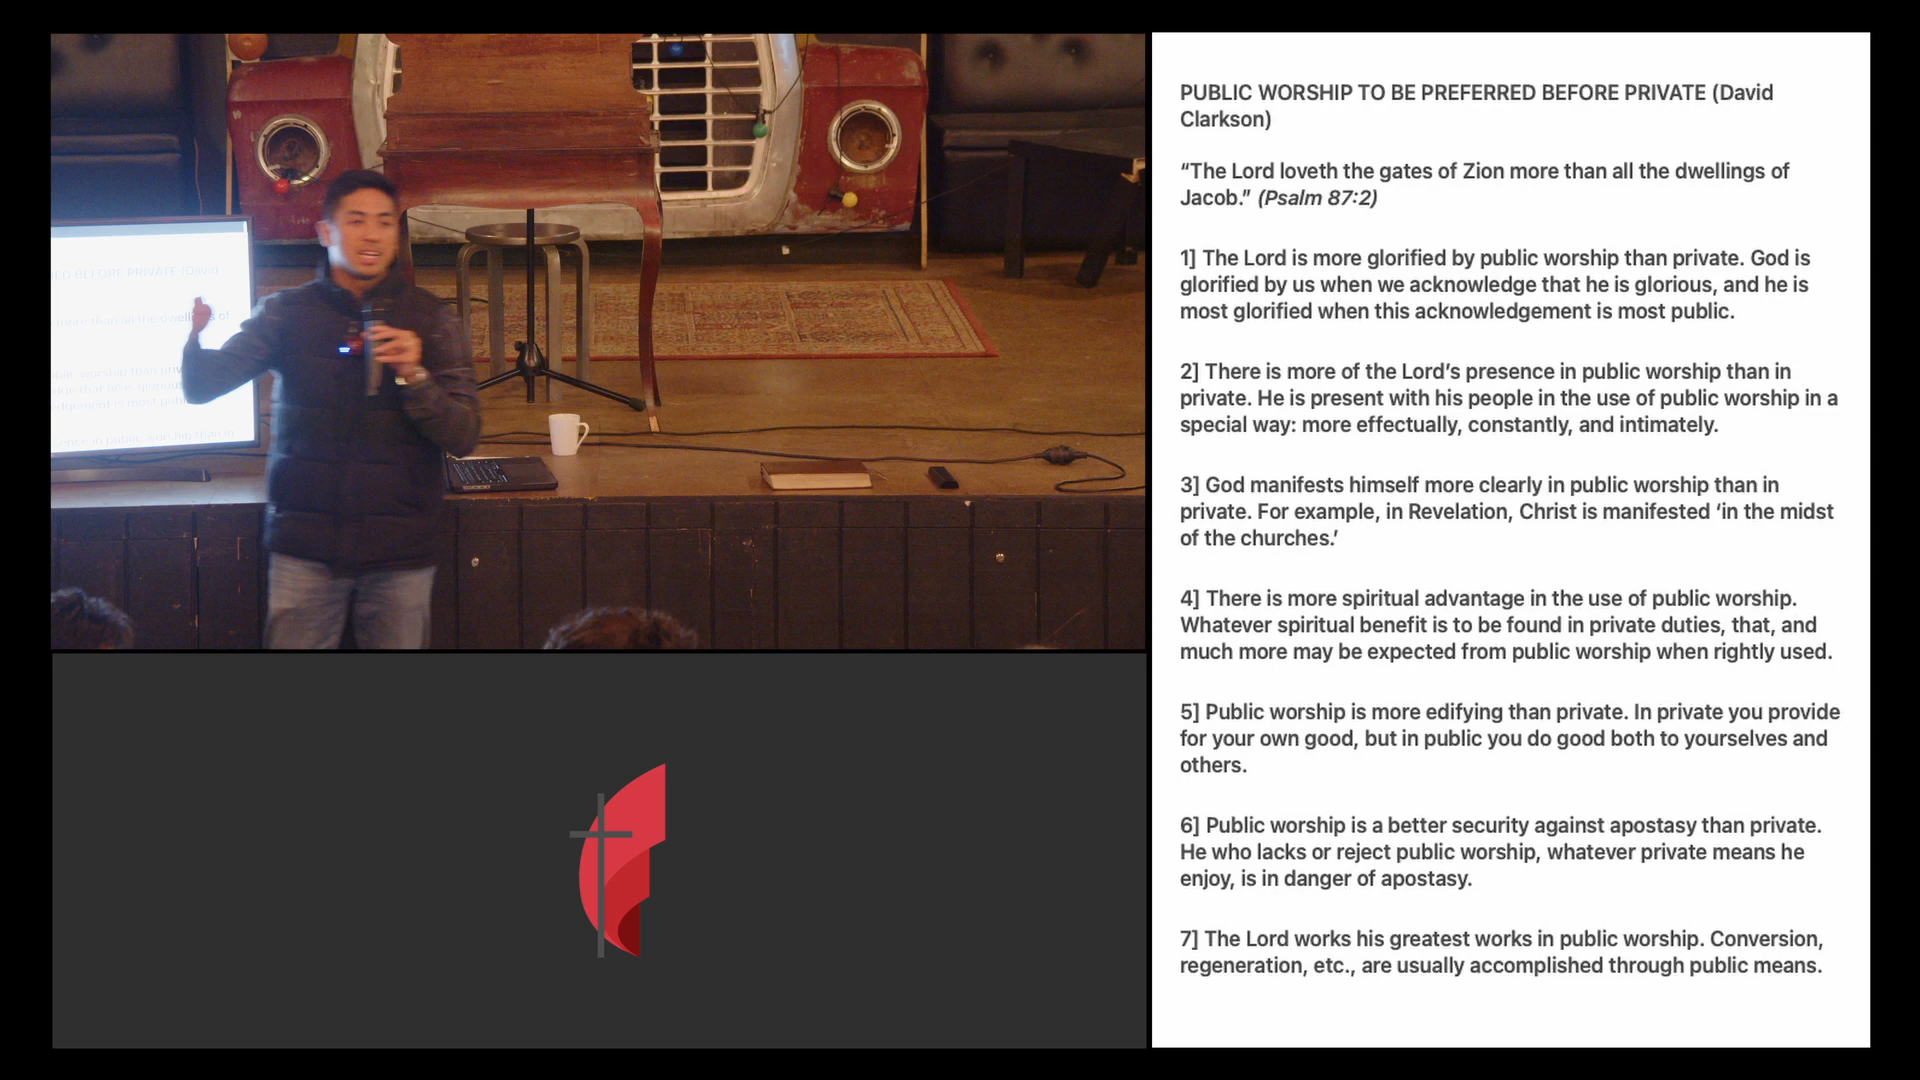 PUBLIC WORSHIP TO BE PREFERRED BEFORE PRIVATE (David
Clarkson)
“The Lord loveth the gates of Zion more than all the dwellings of
Jacob.” (Psalm 87:2)
1] The Lord is more glorified by public worship than private. God is
glorified by us when we acknowledge that he is glorious, and he is
most glorified when this acknowledgement is most public.
2] There is more of the Lord’s presence in public worship than in
private. He is present with his people in the use of public worship in a
special way: more effectually, constantly, and intimately.
3] God manifests himself more clearly in public worship than in
private. For example, in Revelation, Christ is manifested ‘in the midst
of the churches.’
4] There is more spiritual advantage in the use of public worship.
Whatever spiritual benefit is to be found in private duties, that, and
much more may be expected from public worship when rightly used.
5] Public worship is more edifying than private. In private you provide
for your own good, but in public you do good both to yourselves and
others.
6] Public worship is a better security against apostasy than private.
He who lacks or reject public worship, whatever private means he
enjoy, is in danger of apostasy.
7] The Lord works his greatest works in public worship. Conversion,
regeneration, etc., are usually accomplished through public means.